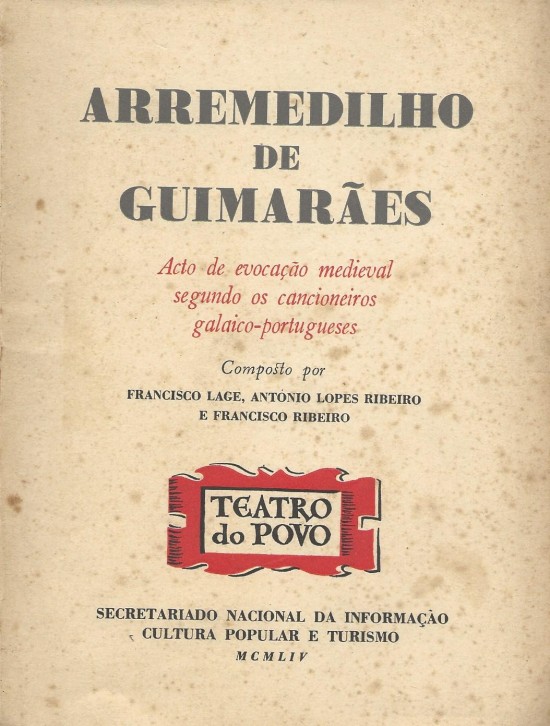 ARREMEDILHO
DE
GUIMARÃES
Acto de evocação medieval
segundo os cancioneiros
galaico-portugueses
Composto por
FRANCISCO LAGE, ANTÓNIO LOPES RIBEIRO
E FRANCISCO RIBEIRO
TEATRO
do POVO
SECRETARIADO NACIONAL DA INFORMAÇÃO
CULTURA POPULAR E TURISMO
MCMLIV